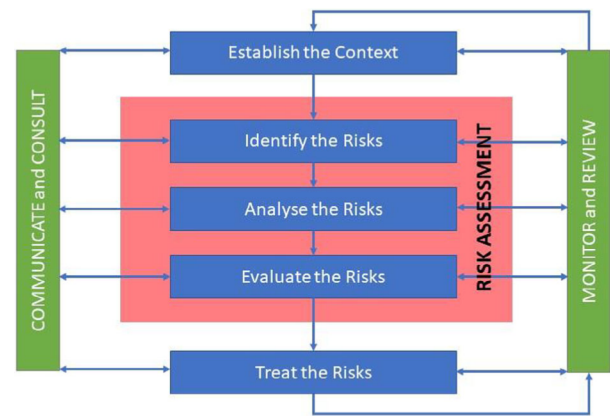 Establish the Context
COMMUNICATE and CONSULT
Identify the Risks
Analyse the Risks
Evaluate the Risks
RISK ASSESSMENT
MONITOR and REVIEW
Treat the Risks